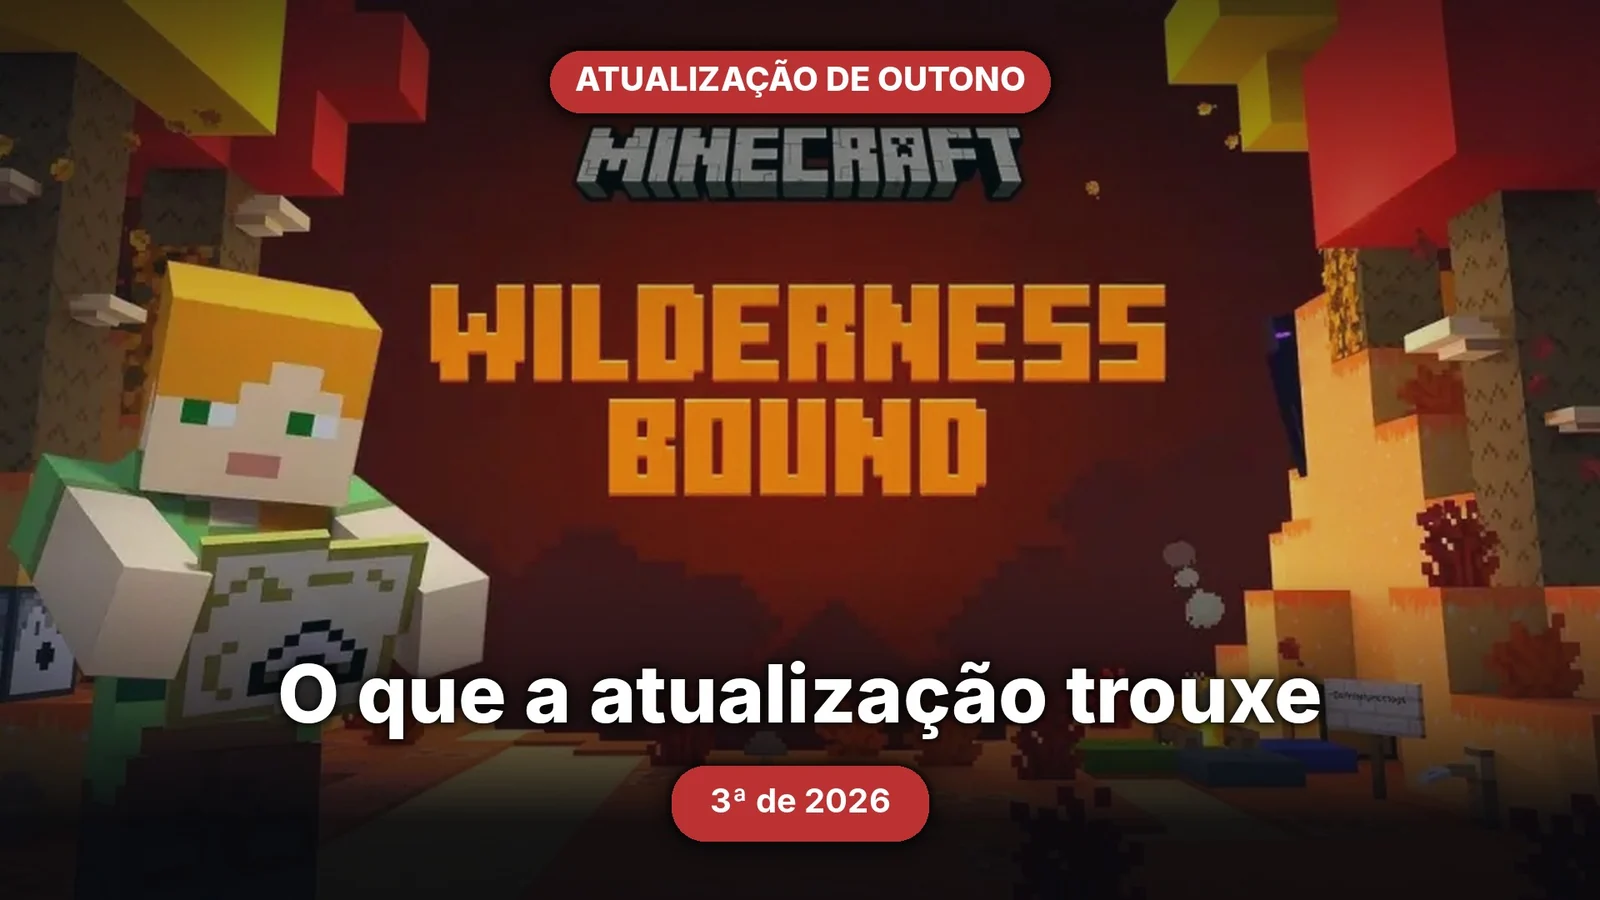 ATUALIZAÇÃO DE OUTONO
MINECRAFT
WILDERNESS
BOUND
O que a atualização trouxe
3ª de 2026